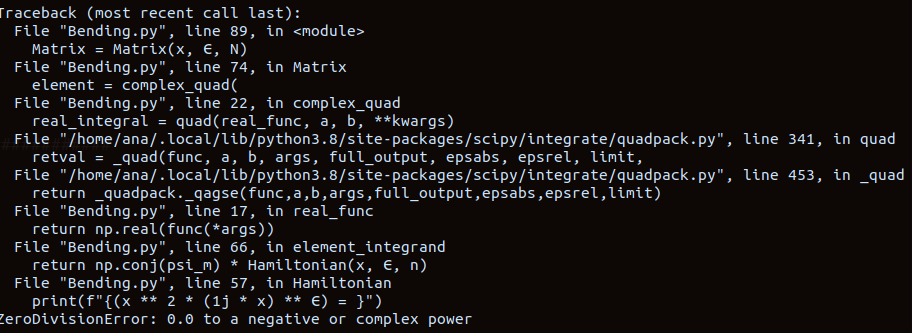 Traceback (most recent call last):
  File "Bending.py", line 89, in <module>
    Matrix = Matrix(x, ∈, N)
  File "Bending.py", line 74, in Matrix
    element = complex_quad(
  File "Bending.py", line 22, in complex_quad
    real_integral = quad(real_func, a, b, **kwargs)
  File "/home/ana/.local/lib/python3.8/site-packages/scipy/integrate/quadpack.py", line 341, in quad
    retval = _quad(func, a, b, args, full_output, epsabs, epsrel, limit,
  File "/home/ana/.local/lib/python3.8/site-packages/scipy/integrate/quadpack.py", line 453, in _quad
    return _quadpack._qagse(func,a,b,args,full_output,epsabs,epsrel,limit)
  File "Bending.py", line 17, in real_func
    return np.real(func(*args))
  File "Bending.py", line 66, in element_integrand
    return np.conj(psi_m) * Hamiltonian(x, ∈, n)
  File "Bending.py", line 57, in Hamiltonian
    print(f"{(x ** 2 * (1j * x) ** ∈) = }")
ZeroDivisionError: 0.0 to a negative or complex power